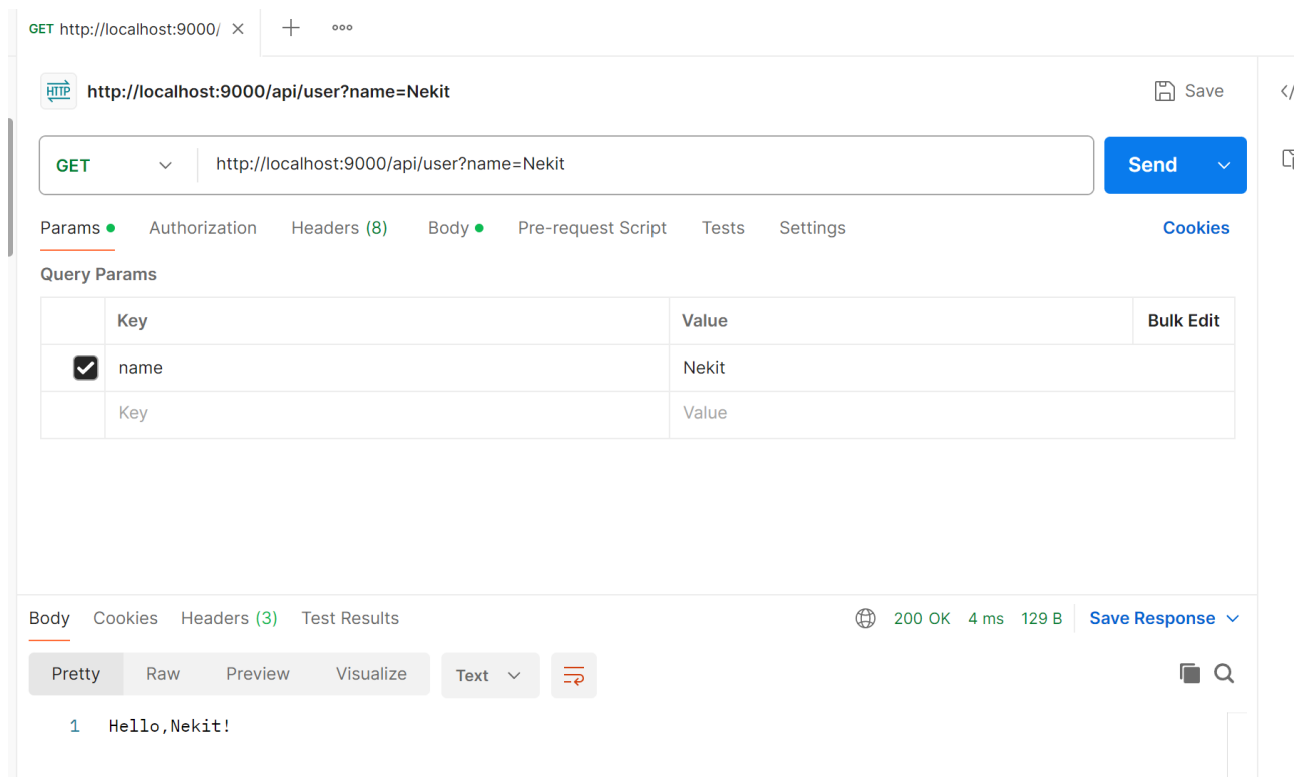 GET http://localhost:9000/
HTTP http://localhost:9000/api/user?name=Nekit Save
GET http://localhost:9000/api/user?name=Nekit Send
Params Authorization Headers (8) Body Pre-request Script Tests Settings Cookies
Query Params
Key Value Bulk Edit
name Nekit
Key Value
Body Cookies Headers (3) Test Results 200 OK 4 ms 129 B Save Response
Pretty Raw Preview Visualize Text
1 Hello,Nekit!